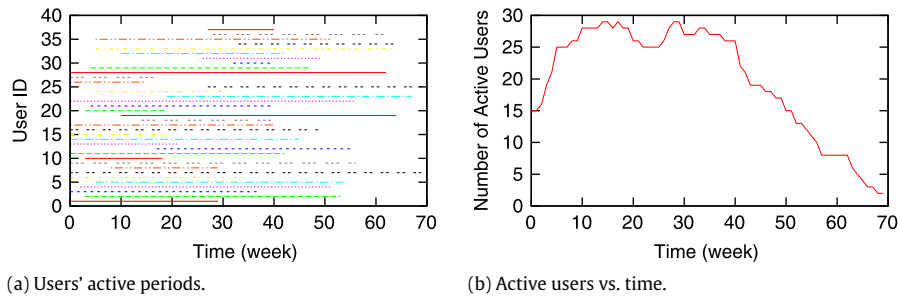 40
35
30
25
20
15
10
5
0
User ID
0 10 20 30 40 50 60 70
Time (week)
(a) Users' active periods.
30
25
20
15
10
5
0
Number of Active Users
0 10 20 30 40 50 60 70
Time (week)
(b) Active users vs. time.